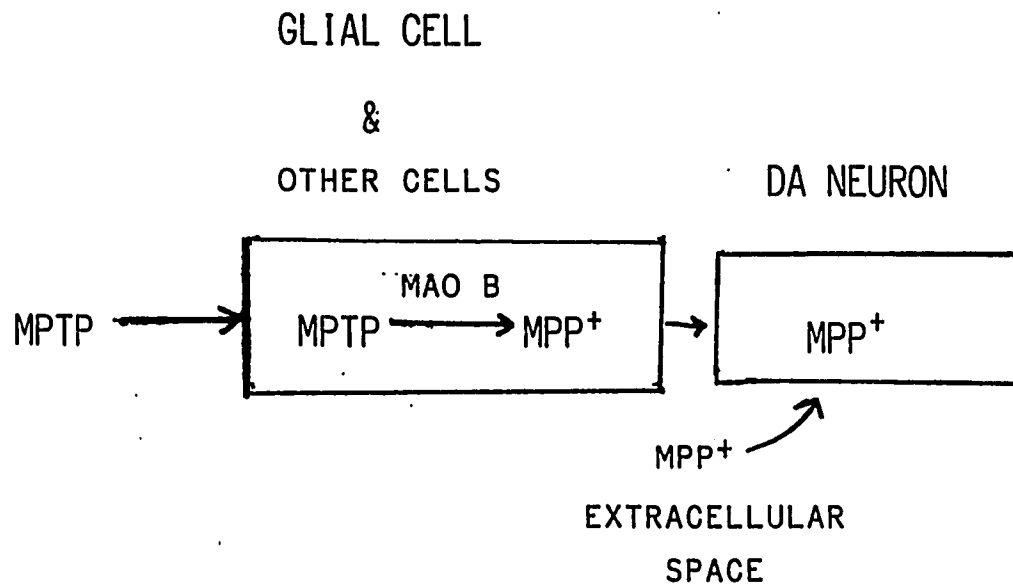 GLIAL CELL
&
OTHER CELLS
DA NEURON
MAO B
MPTP
MPTP
MPP⁺
MPP⁺
MPP⁺
EXTRACELLULAR
SPACE